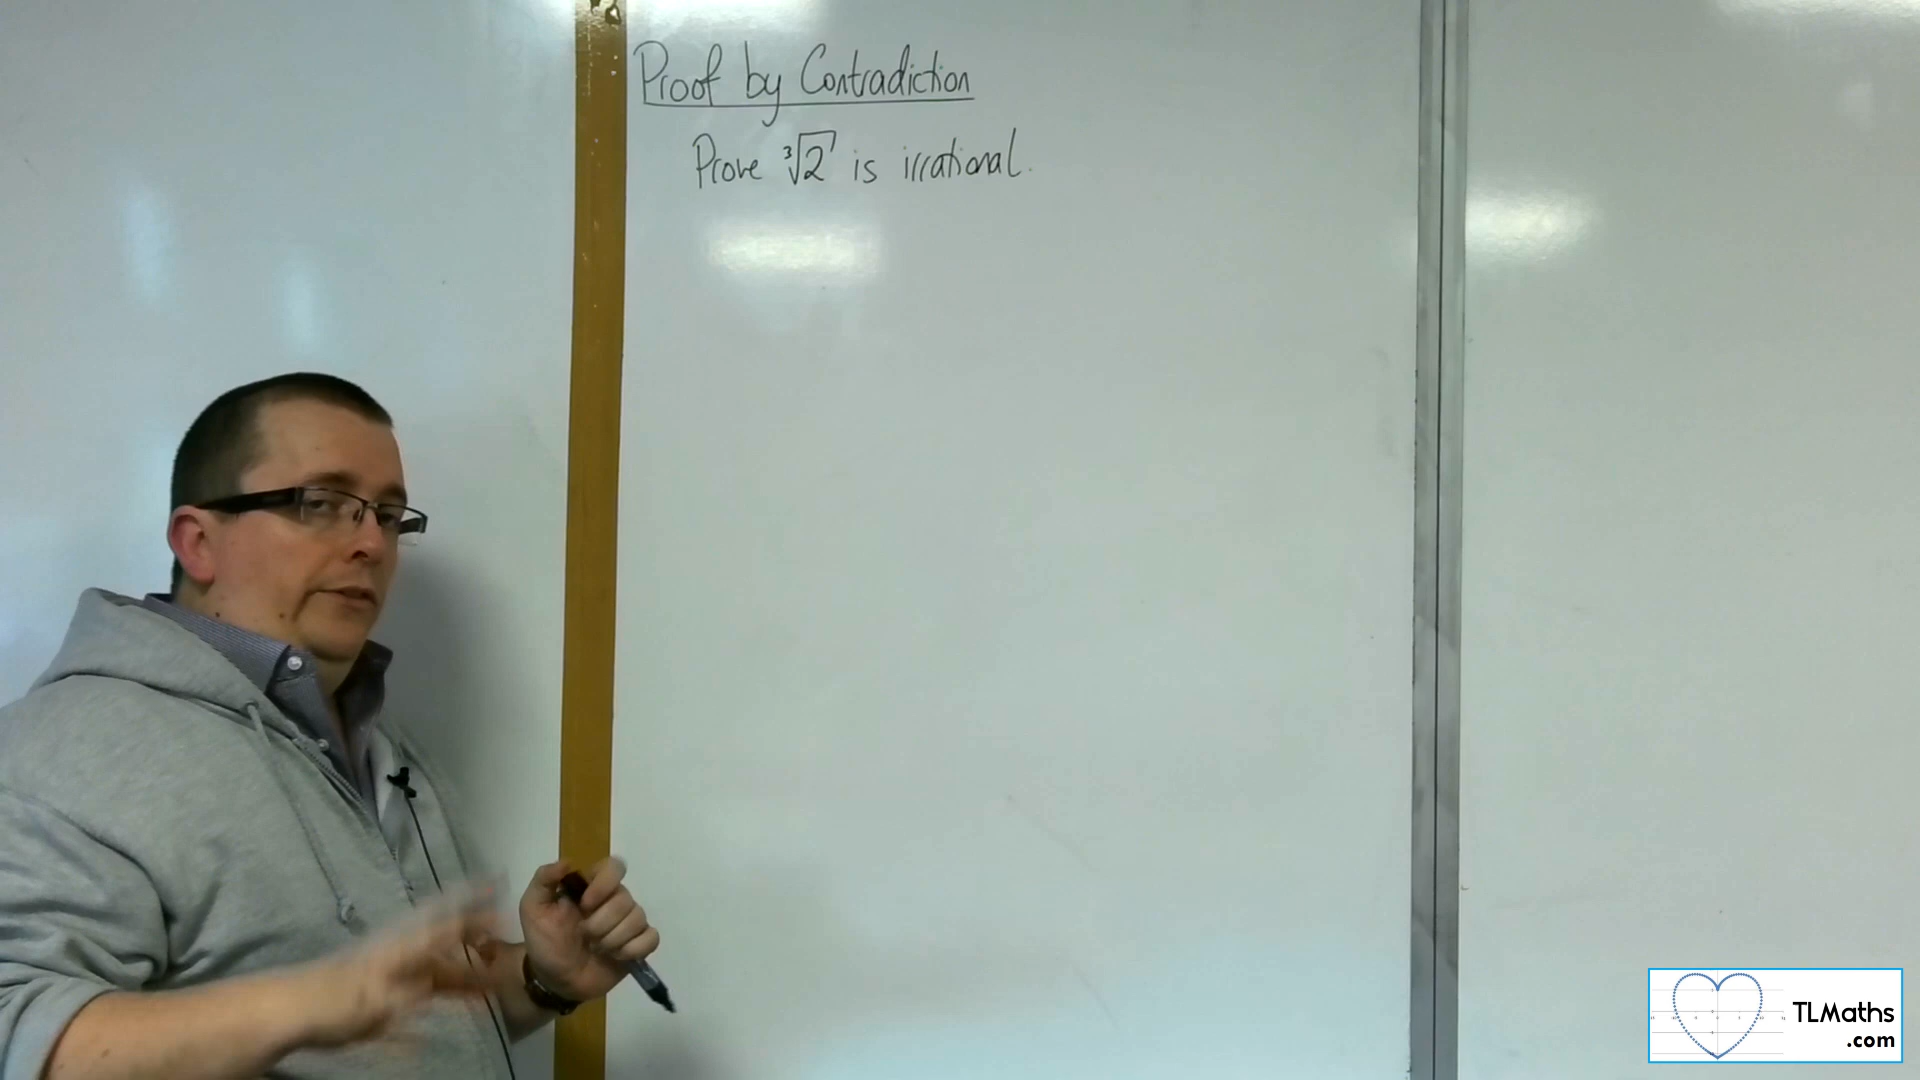 Proof by Contradiction
Prove ∛2 is irrational.
TLMaths
.com